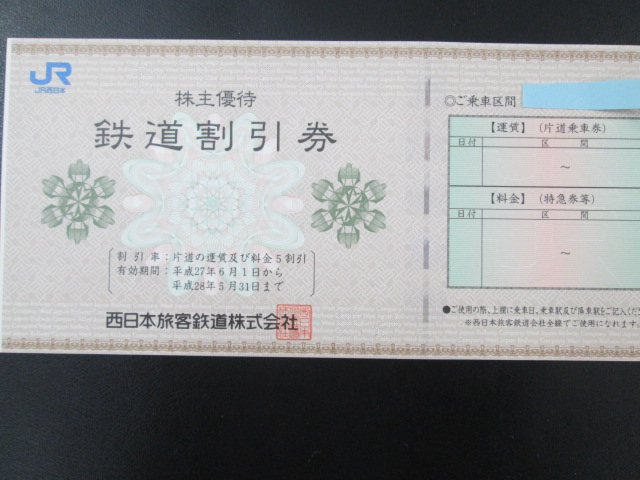 JR
JR西日本
株主優待
鉄道割引券
割引率：片道の運賃及び料金5割引
有効期間：平成27年6月1日から
平成28年5月31日まで
西日本旅客鉄道株式会社
◎ご乗車区間
【運賃】(片道乗車券)
日付 区間
～
【料金】(特急券等)
日付 区間
～
●ご使用の際、上欄に乗車日、乗車駅及び降車駅をご記入くだ
※西日本旅客鉄道会社全線でご使用になれます